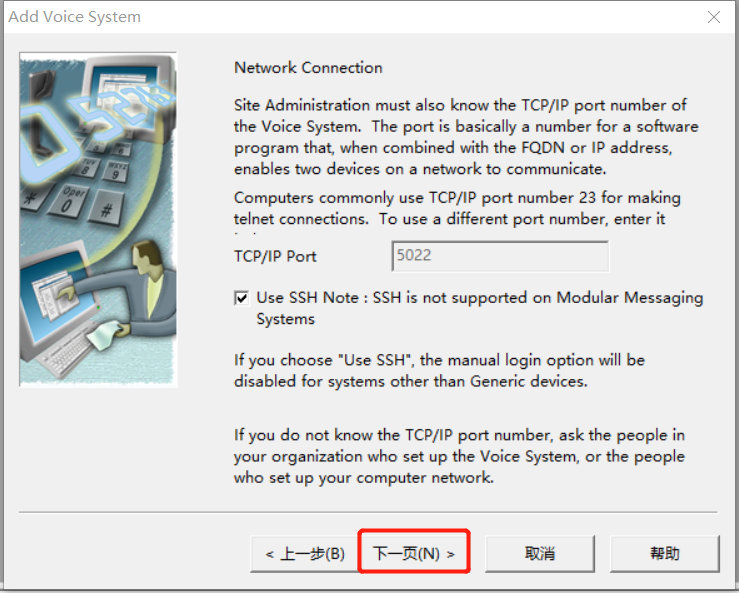 Add Voice System
Network Connection
Site Administration must also know the TCP/IP port number of
the Voice System.  The port is basically a number for a software
program that, when combined with the FQDN or IP address,
enables two devices on a network to communicate.
Computers commonly use TCP/IP port number 23 for making
telnet connections.  To use a different port number, enter it
TCP/IP Port
5022
Use SSH Note : SSH is not supported on Modular Messaging
Systems
If you choose "Use SSH", the manual login option will be
disabled for systems other than Generic devices.
If you do not know the TCP/IP port number, ask the people in
your organization who set up the Voice System, or the people
who set up your computer network.
< 上一步(B)
下一页(N) >
取消
帮助